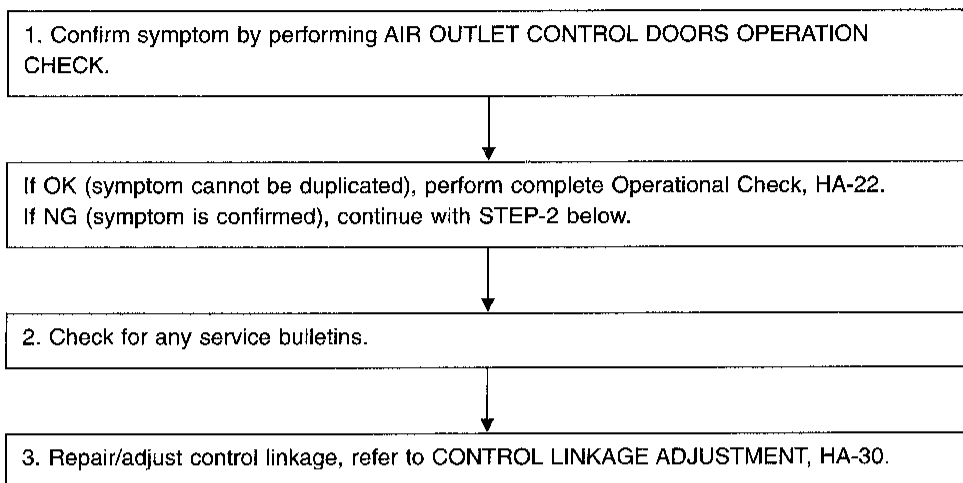 1. Confirm symptom by performing AIR OUTLET CONTROL DOORS OPERATION
CHECK.
If OK (symptom cannot be duplicated), perform complete Operational Check, HA-22.
If NG (symptom is confirmed), continue with STEP-2 below.
2. Check for any service bulletins.
3. Repair/adjust control linkage, refer to CONTROL LINKAGE ADJUSTMENT, HA-30.